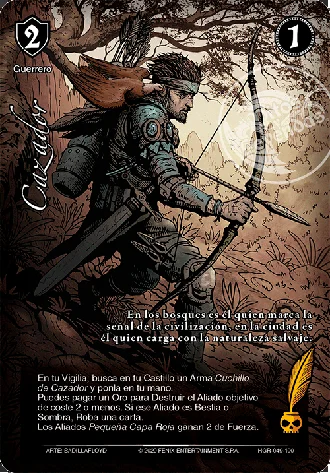 2
1
Guerrero
Cazador
En los bosques es él quien marca la
señal de la civilización, en la ciudad es
él quien carga con la naturaleza salvaje.
En tu Vigilia, busca en tu Castillo un Arma Cuchillo
de Cazador y ponla en tu mano.
Puedes pagar un Oro para Destruir el Aliado objetivo
de coste 2 o menos. Si ese Aliado es Bestia o
Sombra, Roba una carta.
Los Aliados Pequeña Capa Roja ganan 2 de Fuerza.
ARTE: BADILLAFLOYD
FENIX ENTERTAINMENT S.P.A.